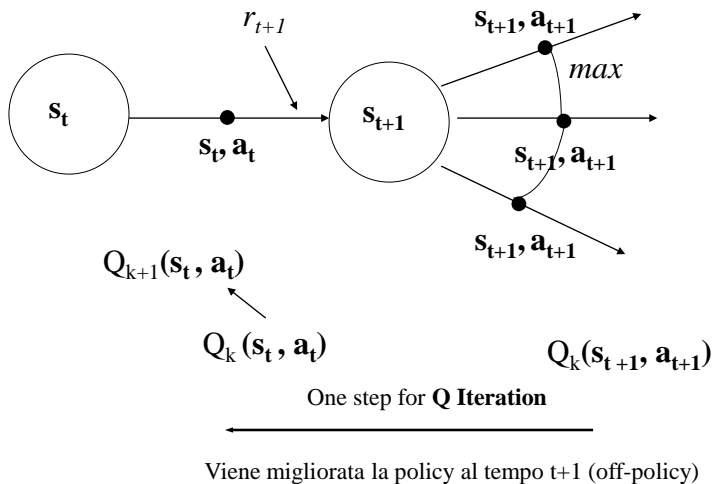 r_{t+1}
s_{t+1}, a_{t+1}
max
s_t
s_{t+1}
s_t, a_t
s_{t+1}, a_{t+1}
s_{t+1}, a_{t+1}
Q_{k+1}(s_t , a_t)
Q_k (s_t , a_t)
Q_k(s_{t+1}, a_{t+1})
One step for Q Iteration
Viene migliorata la policy al tempo t+1 (off-policy)